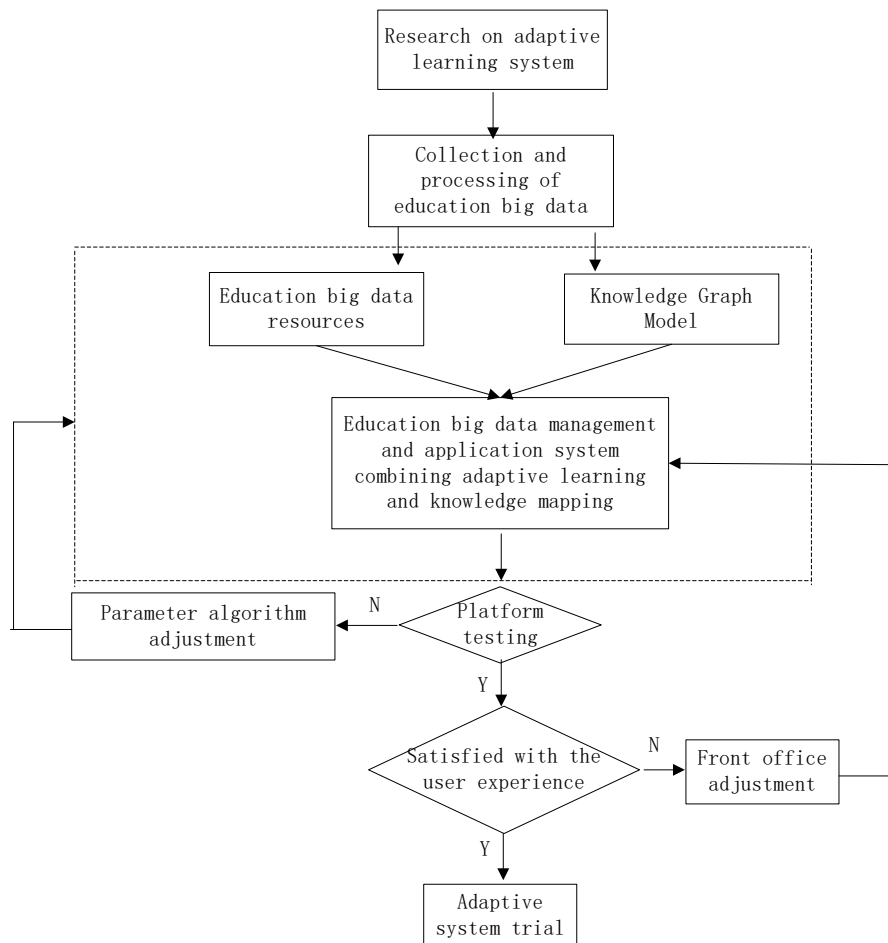 Research on adaptive
learning system
Collection and
processing of
education big data
Education big data
resources
Knowledge Graph
Model
Education big data management
and application system
combining adaptive learning
and knowledge mapping
Parameter algorithm
adjustment
N
Platform
testing
Y
Satisfied with the
user experience
N
Front office
adjustment
Y
Adaptive
system trial